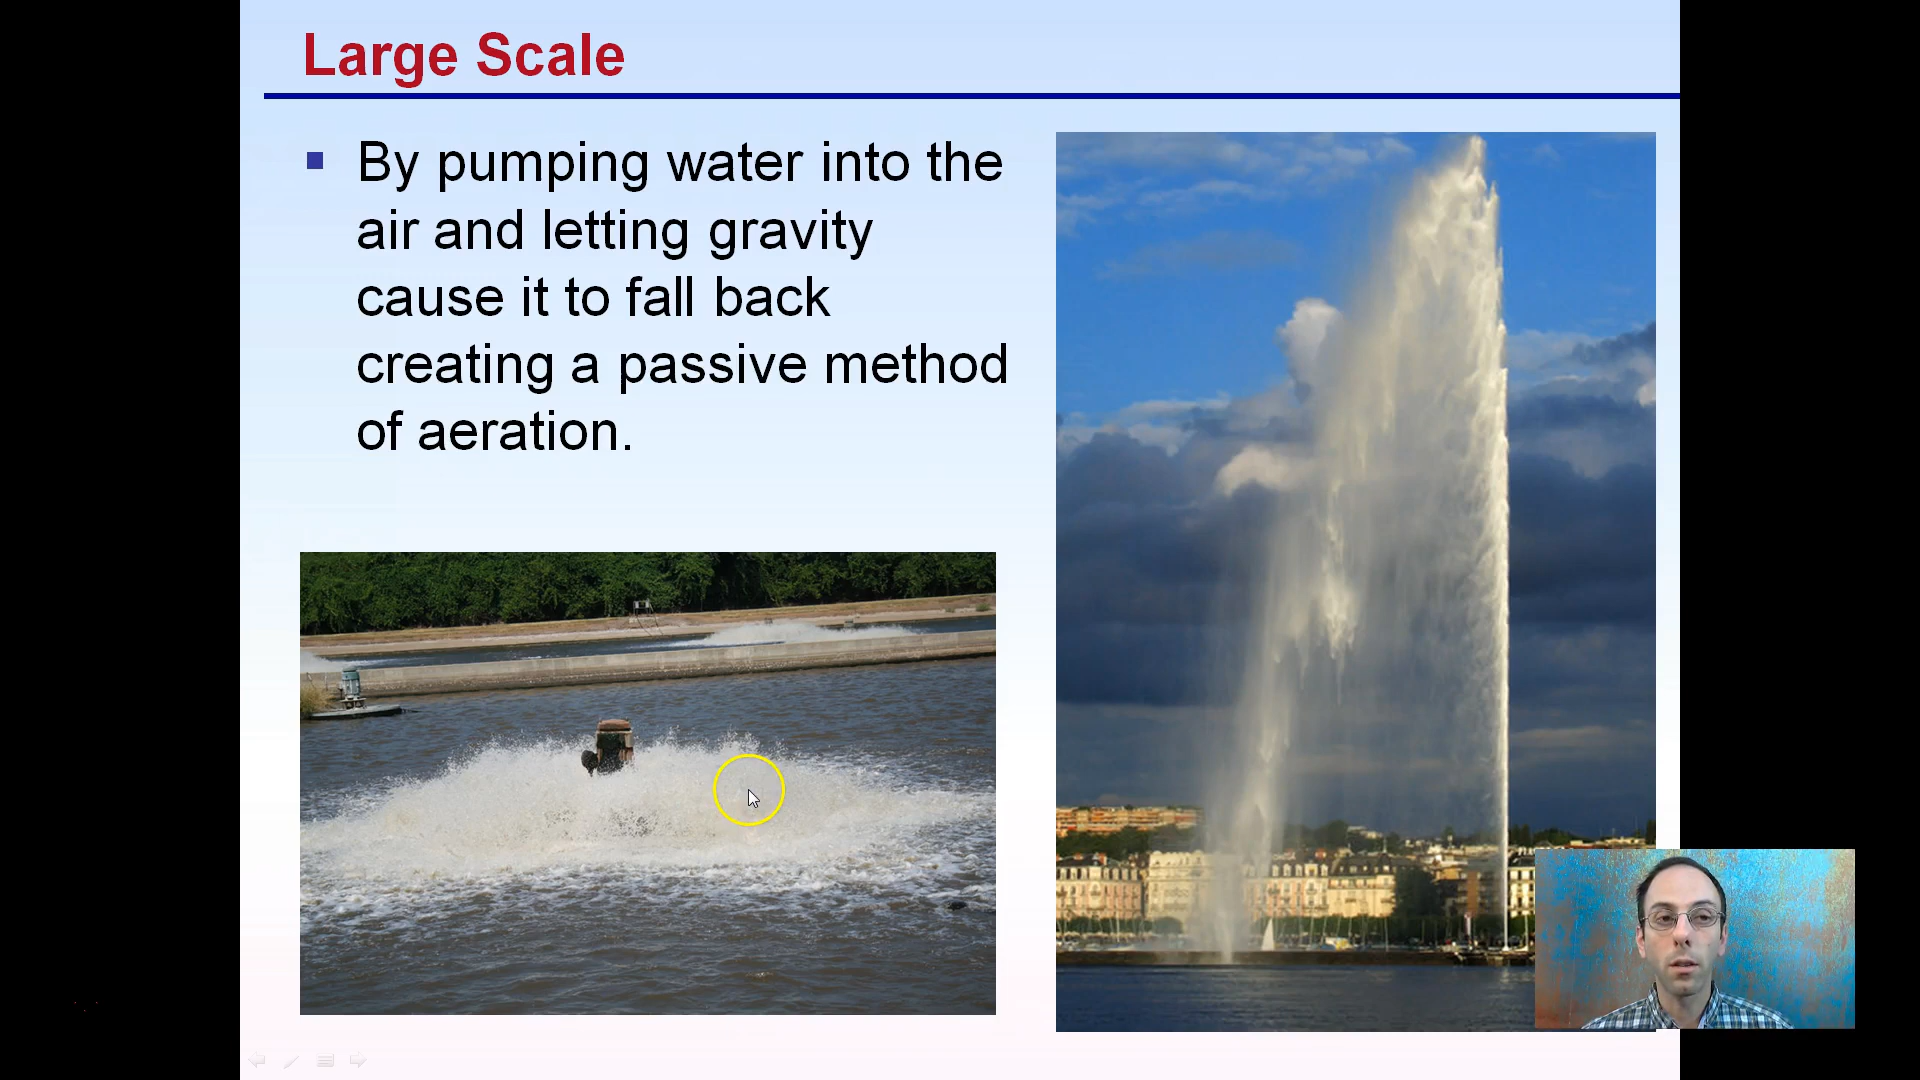 Large Scale
By pumping water into the
air and letting gravity
cause it to fall back
creating a passive method
of aeration.